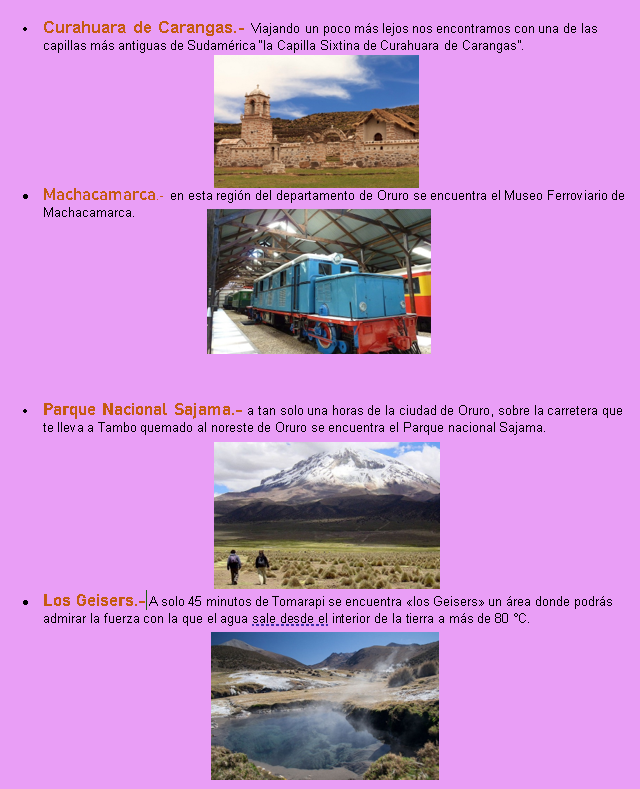 • Curahuara de Carangas.- Viajando un poco más lejos nos encontramos con una de las
capillas más antiguas de Sudamérica "la Capilla Sixtina de Curahuara de Carangas".
• Machacamarca.- en esta región del departamento de Oruro se encuentra el Museo Ferroviario de
Machacamarca.
• Parque Nacional Sajama.- a tan solo una horas de la ciudad de Oruro, sobre la carretera que
te lleva a Tambo quemado al noreste de Oruro se encuentra el Parque nacional Sajama.
• Los Geisers.- A solo 45 minutos de Tomarapi se encuentra «los Geisers» un área donde podrás
admirar la fuerza con la que el agua sale desde el interior de la tierra a más de 80 °C.